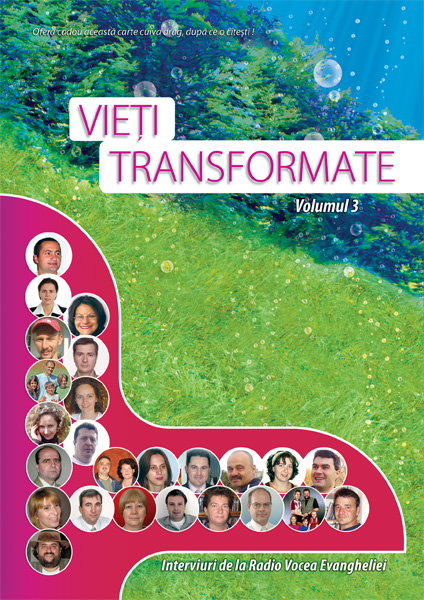 Oferă cadou această carte cuiva drag, după ce o citești !
VIEȚI
TRANSFORMATE
Volumul 3
Interviuri de la Radio Vocea Evangheliei